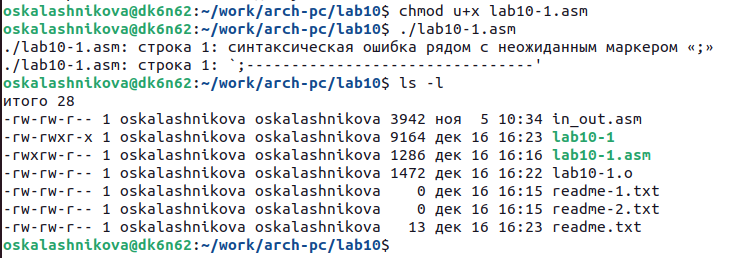 oskalashnikova@dk6n62:~/work/arch-pc/lab10$ chmod u+x lab10-1.asm
oskalashnikova@dk6n62:~/work/arch-pc/lab10$ ./lab10-1.asm
./lab10-1.asm: строка 1: синтаксическая ошибка рядом с неожиданным маркером «;»
./lab10-1.asm: строка 1: `;--------------------------------'
oskalashnikova@dk6n62:~/work/arch-pc/lab10$ ls -l
итого 28
-rw-rw-r-- 1 oskalashnikova oskalashnikova 3942 ноя  5 10:34 in_out.asm
-rw-rwxr-x 1 oskalashnikova oskalashnikova 9164 дек 16 16:23 lab10-1
-rwxrw-r-- 1 oskalashnikova oskalashnikova 1286 дек 16 16:16 lab10-1.asm
-rw-rw-r-- 1 oskalashnikova oskalashnikova 1472 дек 16 16:22 lab10-1.o
-rw-rw-r-- 1 oskalashnikova oskalashnikova    0 дек 16 16:15 readme-1.txt
-rw-rw-r-- 1 oskalashnikova oskalashnikova    0 дек 16 16:15 readme-2.txt
-rw-rw-r-- 1 oskalashnikova oskalashnikova   13 дек 16 16:23 readme.txt
oskalashnikova@dk6n62:~/work/arch-pc/lab10$